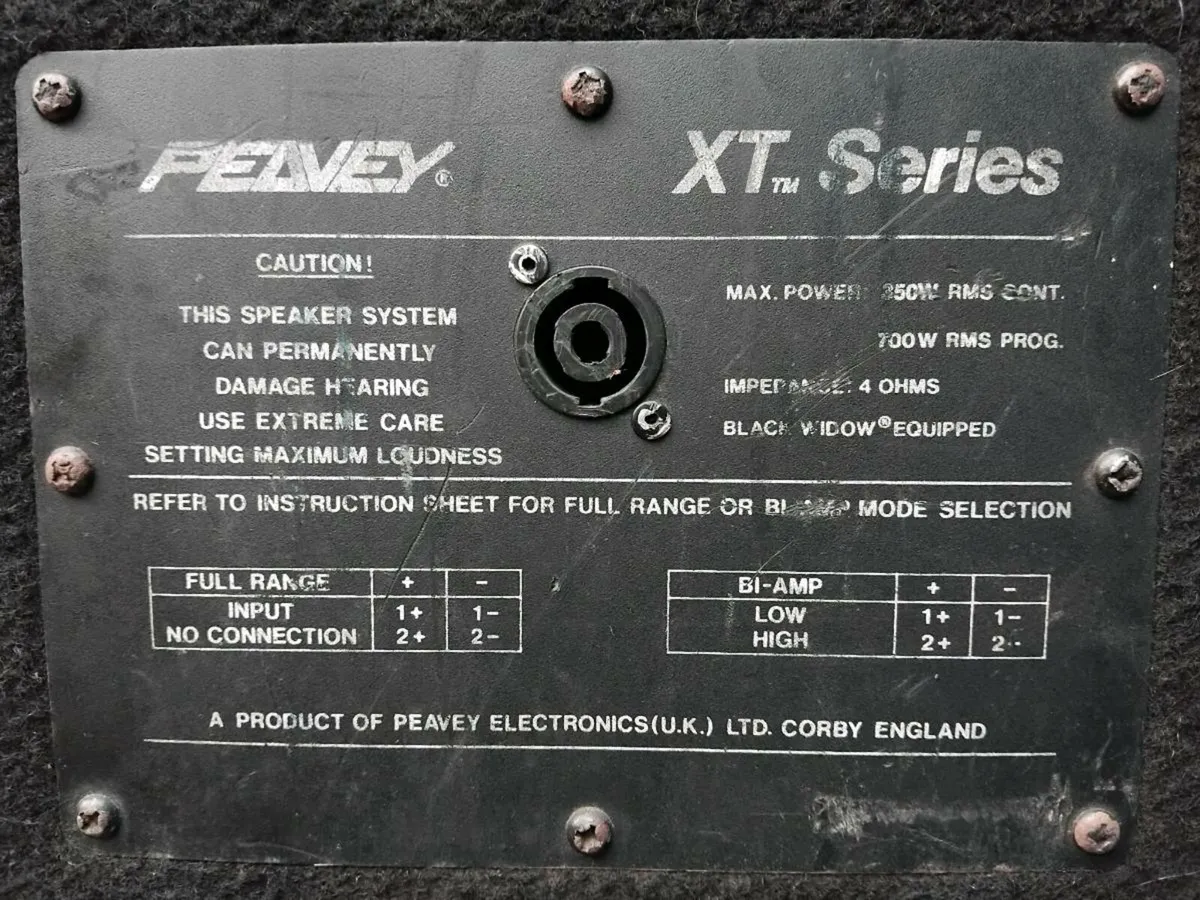 PEAVEY®
XT™ Series
CAUTION!
THIS SPEAKER SYSTEM
CAN PERMANENTLY
DAMAGE HEARING
USE EXTREME CARE
SETTING MAXIMUM LOUDNESS
MAX. POWER: 350W RMS CONT.
700W RMS PROG.
IMPEDANCE: 4 OHMS
BLACK WIDOW® EQUIPPED
REFER TO INSTRUCTION SHEET FOR FULL RANGE OR BI-AMP MODE SELECTION
FULL RANGE + -
INPUT 1+ 1-
NO CONNECTION 2+ 2-
BI-AMP + -
LOW 1+ 1-
HIGH 2+ 2-
A PRODUCT OF PEAVEY ELECTRONICS (U.K.) LTD. CORBY ENGLAND